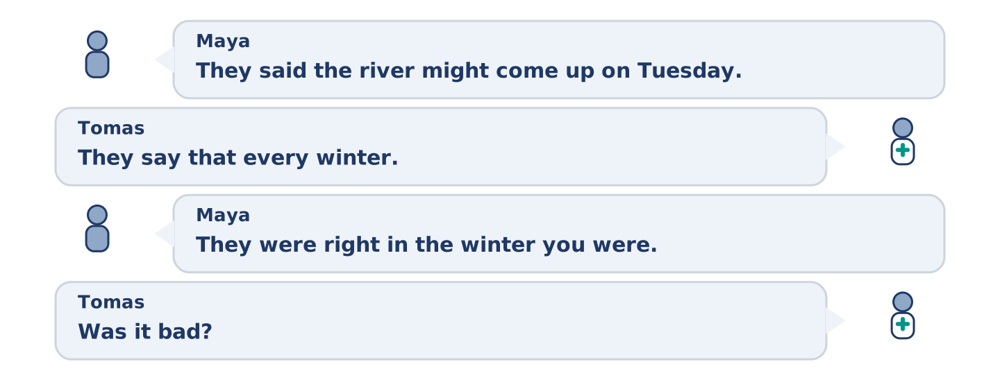 Maya
They said the river might come up on Tuesday.
Tomas
They say that every winter.
Maya
They were right in the winter you were.
Tomas
Was it bad?